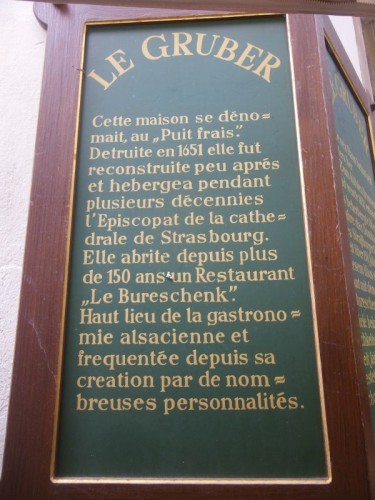 LE GRUBER
Cette maison se déno=
mait, au „Puit frais."
Detruite en 1651 elle fut
reconstruite peu aprés
et hebergea pendant
plusieurs décennies
l'Episcopat de la cathe=
drale de Strasbourg.
Elle abrite depuis plus
de 150 ans un Restaurant
„Le Bureschenk".
Haut lieu de la gastrono=
mie alsacienne et
frequentée depuis sa
creation par de nom=
breuses personnalités.